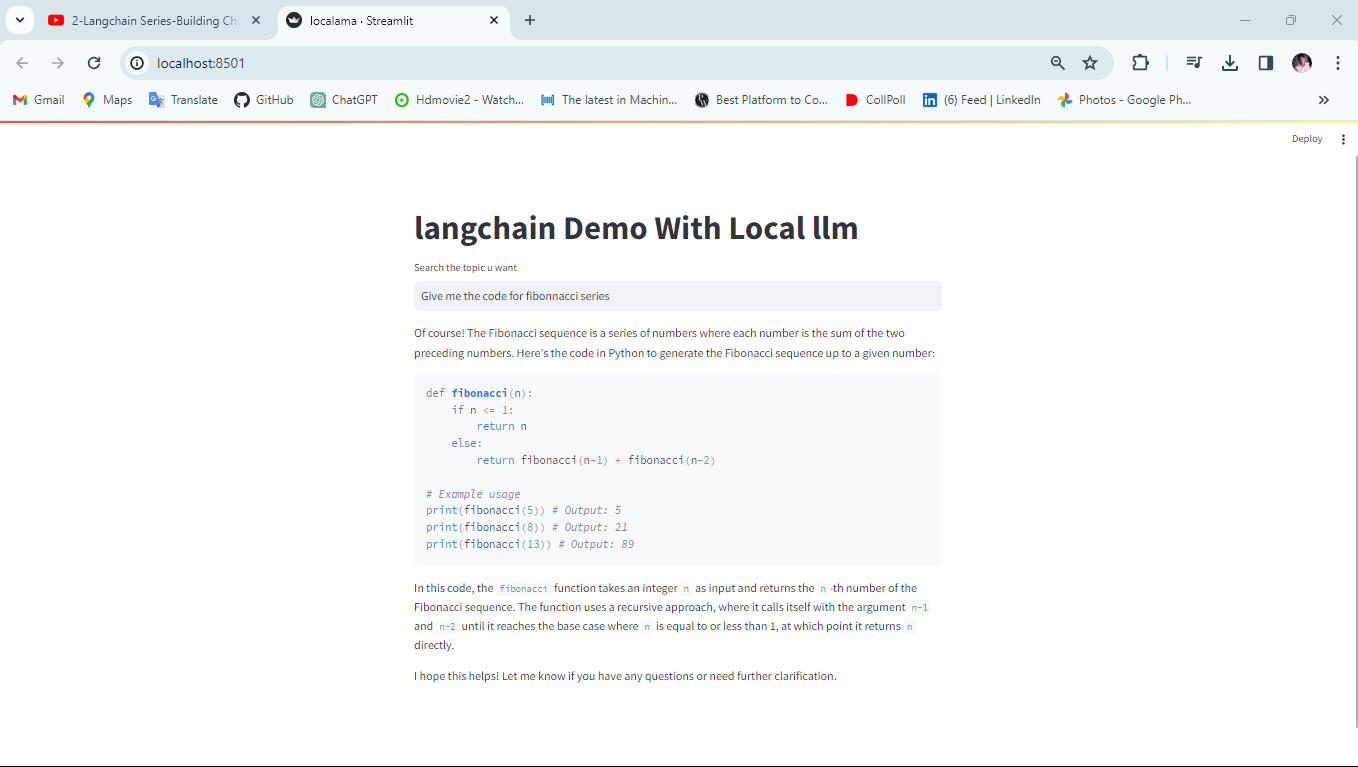 2-Langchain Series-Building Ch
localama · Streamlit
localhost:8501
Gmail
Maps
Translate
GitHub
ChatGPT
Hdmovie2 - Watch...
The latest in Machin...
Best Platform to Co...
CollPoll
(6) Feed | LinkedIn
Photos - Google Ph...
Deploy
langchain Demo With Local llm
Search the topic u want
Give me the code for fibonnacci series
Of course! The Fibonacci sequence is a series of numbers where each number is the sum of the two
preceding numbers. Here's the code in Python to generate the Fibonacci sequence up to a given number:
def fibonacci(n):
    if n <= 1:
        return n
    else:
        return fibonacci(n-1) + fibonacci(n-2)
# Example usage
print(fibonacci(5)) # Output: 5
print(fibonacci(8)) # Output: 21
print(fibonacci(13)) # Output: 89
In this code, the fibonacci function takes an integer n as input and returns the n -th number of the
Fibonacci sequence. The function uses a recursive approach, where it calls itself with the argument n-1
and n-2 until it reaches the base case where n is equal to or less than 1, at which point it returns n
directly.
I hope this helps! Let me know if you have any questions or need further clarification.